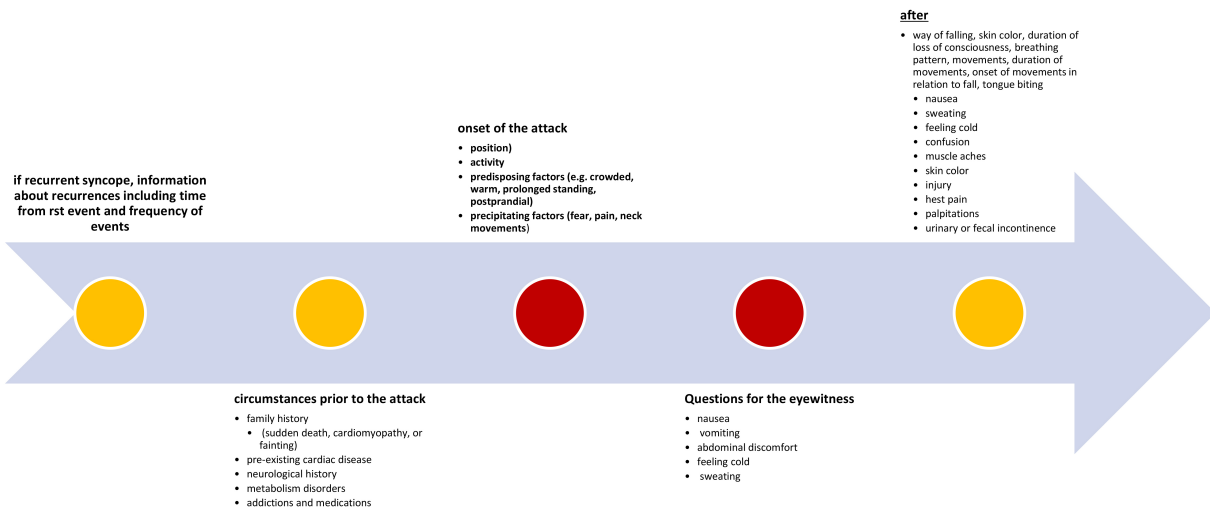 if recurrent syncope, information
about recurrences including time
from rst event and frequency of
events
circumstances prior to the attack
• family history
• (sudden death, cardiomyopathy, or
fainting)
• pre-existing cardiac disease
• neurological history
• metabolism disorders
• addictions and medications
onset of the attack
• position)
• activity
• predisposing factors (e.g. crowded,
warm, prolonged standing,
postprandial)
• precipitating factors (fear, pain, neck
movements)
Questions for the eyewitness
• nausea
• vomiting
• abdominal discomfort
• feeling cold
• sweating
after
• way of falling, skin color, duration of
loss of consciousness, breathing
pattern, movements, duration of
movements, onset of movements in
relation to fall, tongue biting
• nausea
• sweating
• feeling cold
• confusion
• muscle aches
• skin color
• injury
• hest pain
• palpitations
• urinary or fecal incontinence